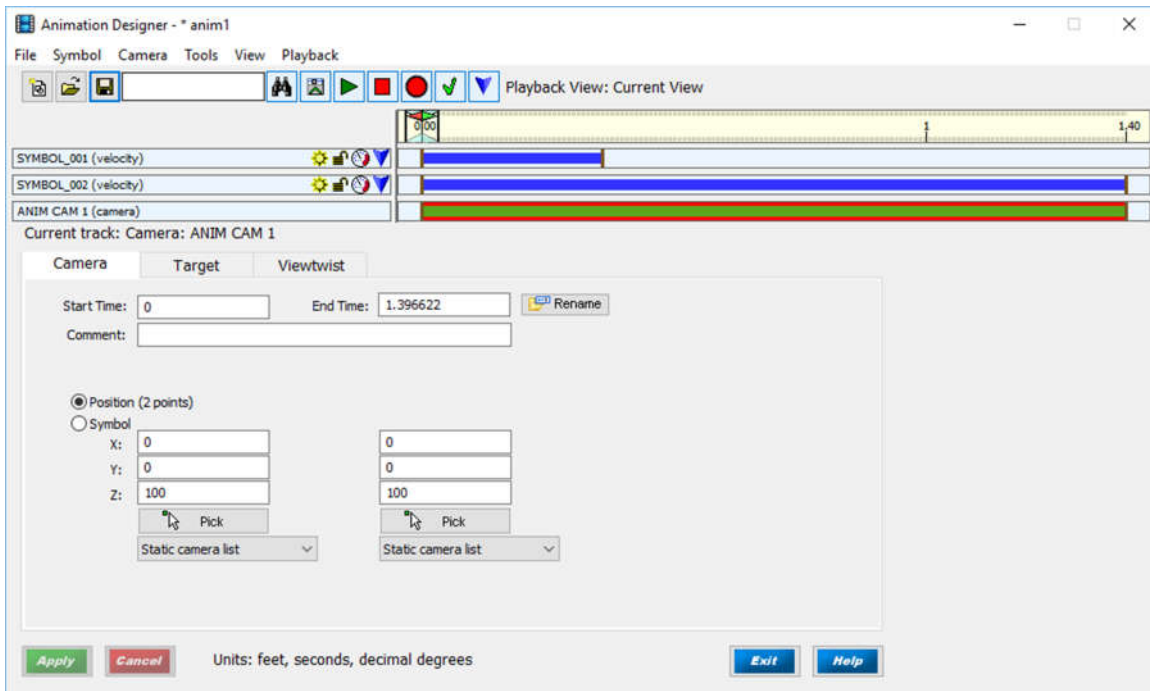 Animation Designer - * anim1
File Symbol Camera Tools View Playback
Playback View: Current View
0.00 1 1.40
SYMBOL_001 (velocity)
SYMBOL_002 (velocity)
ANIM CAM 1 (camera)
Current track: Camera: ANIM CAM 1
Camera Target Viewtwist
Start Time: 0 End Time: 1.396622 Rename
Comment:
Position (2 points)
Symbol
X: 0 0
Y: 0 0
Z: 100 100
Pick Pick
Static camera list Static camera list
Apply Cancel Units: feet, seconds, decimal degrees Exit Help